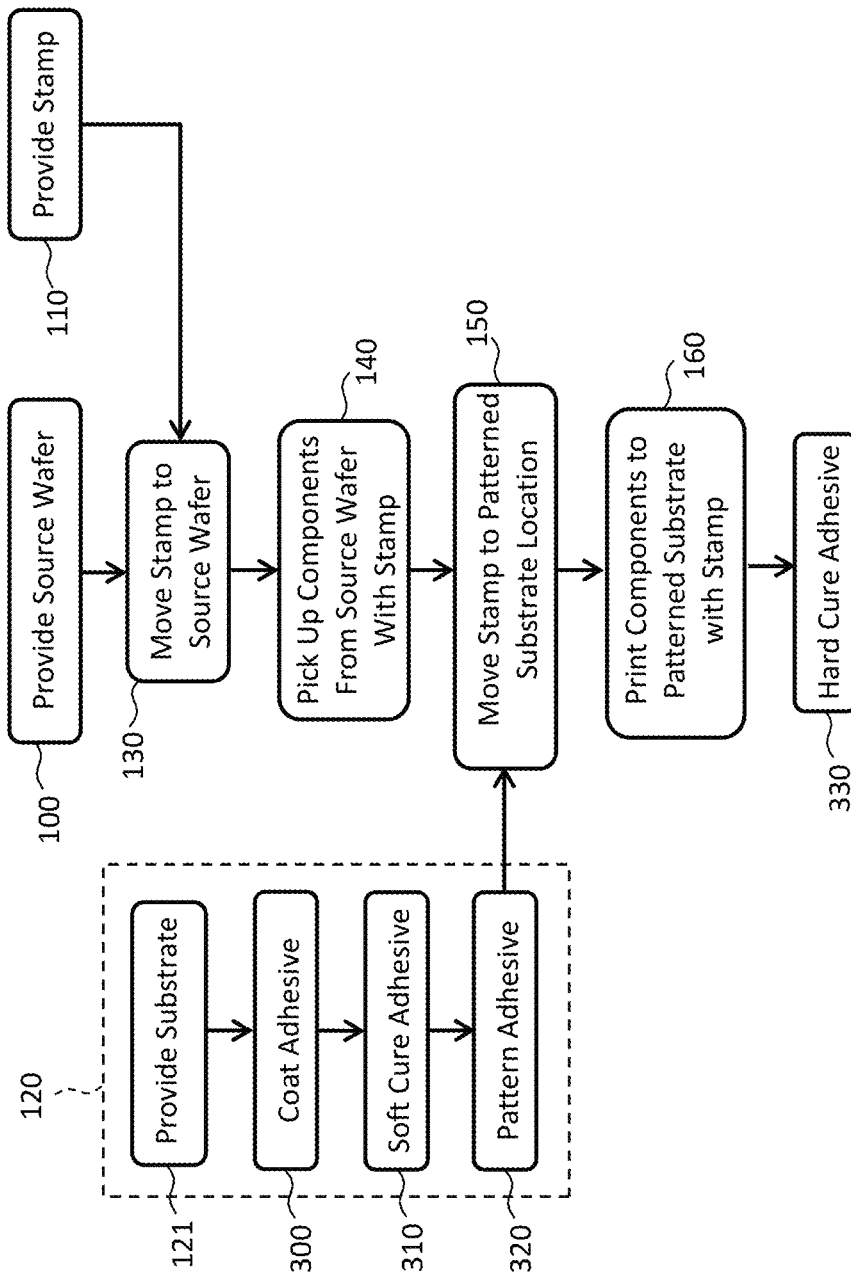 110
Provide Stamp
100
Provide Source Wafer
130
Move Stamp to
Source Wafer
140
Pick Up Components
From Source Wafer
With Stamp
120
121
Provide Substrate
300
Coat Adhesive
310
Soft Cure Adhesive
320
Pattern Adhesive
150
Move Stamp to Patterned
Substrate Location
160
Print Components to
Patterned Substrate
with Stamp
330
Hard Cure Adhesive